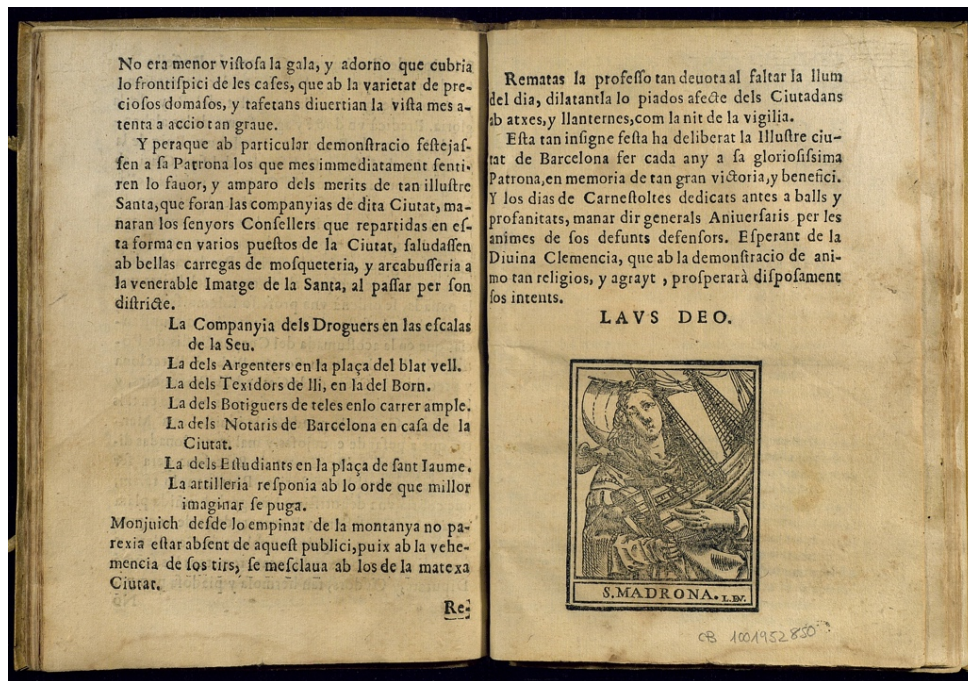 No era menor viſtoſa la gala, y adorno que cubria
lo frontiſpici de les caſes, que ab la varietat de pre-
cioſos domaſos, y tafetans diuertian la viſta mes a-
tenta a accio tan graue.
Y peraque ab particular demonſtracio feſtejaſ-
ſen a ſa Patrona los que mes immediatament ſenti-
ren lo fauor, y amparo dels merits de tan illuſtre
Santa, que foran las companyias de dita Ciutat, ma-
naran los ſenyors Conſellers que repartidas en eſ-
ta forma en varios pueſtos de la Ciutat, ſaludaſſen
ab bellas carregas de moſqueteria, y arcabuſſeria a
la venerable Imatge de la Santa, al paſſar per ſon
diſtricte.
La Companyia dels Droguers en las eſcalas
de la Seu.
La dels Argenters en la plaça del blat vell.
La dels Texidors de lli, en la del Born.
La dels Botiguers de teles enlo carrer ample.
La dels Notaris de Barcelona en caſa de la
Ciutat.
La dels Eſtudiants en la plaça de ſant Iaume.
La artilleria reſponia ab lo orde que millor
imaginar ſe puga.
Monjuich deſde lo empinat de la montanya no pa-
rexia eſtar abſent de aqueſt publici, puix ab la vehe-
mencia de ſos tirs, ſe meſclaua ab los de la matexa
Ciutat.
Re-
Rematas la profeſſo tan deuota al faltar la llum
del dia, dilatantla lo piados afecte dels Ciutadans
ab atxes, y llanternes, com la nit de la vigilia.
Eſta tan inſigne feſta ha deliberat la Illuſtre ciu-
tat de Barcelona fer cada any a ſa glorioſiſsima
Patrona, en memoria de tan gran victoria, y benefici.
Y los dias de Carneſtoltes dedicats antes a balls y
profanitats, manar dir generals Aniuerſaris per les
animes de ſos defunts defenſors. Eſperant de la
Diuina Clemencia, que ab la demonſtracio de ani-
mo tan religios, y agrayt, proſperarà diſpoſament
ſos intents.
LAVS DEO.
S. MADRONA.
CB 1001952850